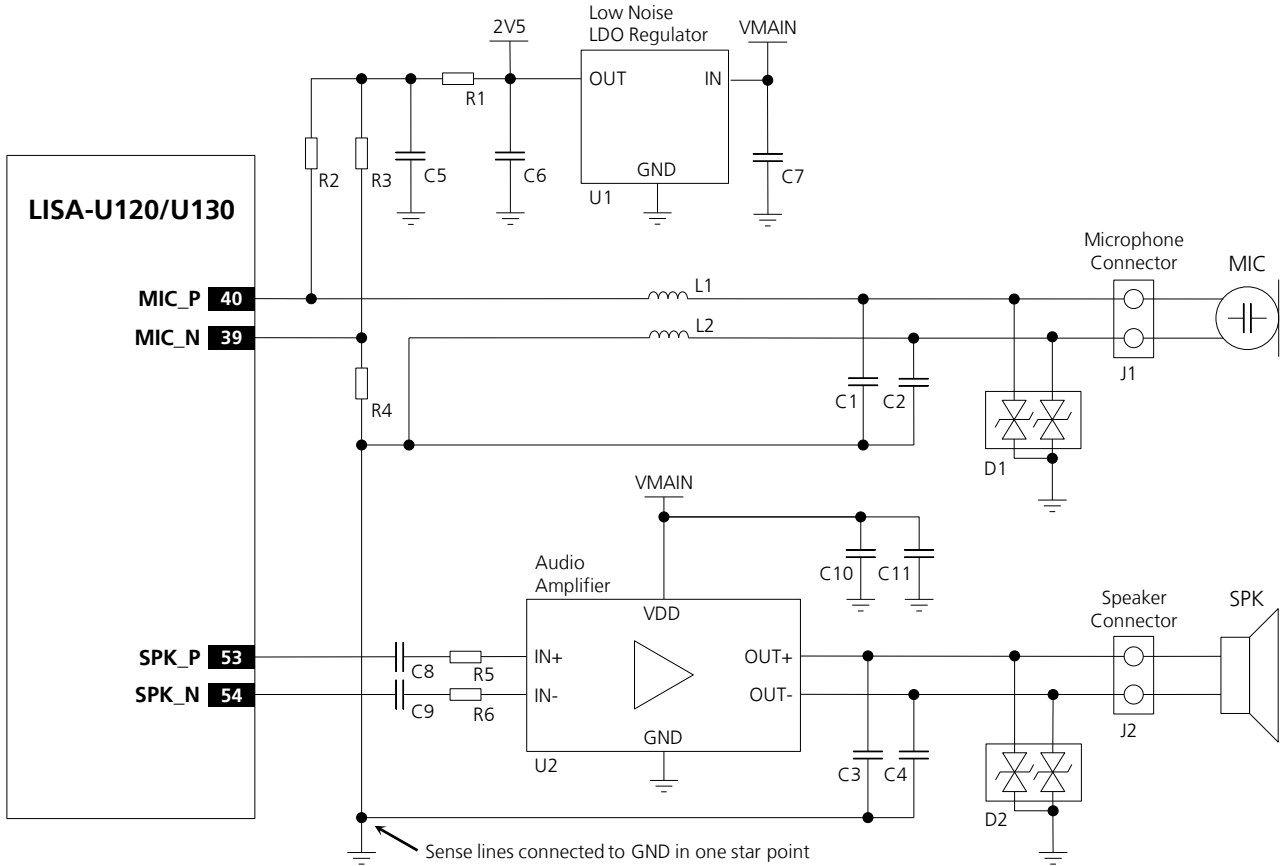 Low Noise
LDO Regulator
2V5
VMAIN
OUT
IN
R1
GND
R2
R3
C5
C6
C7
U1
LISA-U120/U130
Microphone
Connector
MIC
MIC_P 40
L1
MIC_N 39
L2
J1
R4
C1
C2
D1
VMAIN
Audio
Amplifier
C10
C11
VDD
Speaker
Connector
SPK
SPK_P 53
C8
R5
IN+
OUT+
SPK_N 54
C9
R6
IN-
OUT-
J2
GND
U2
C3
C4
D2
Sense lines connected to GND in one star point